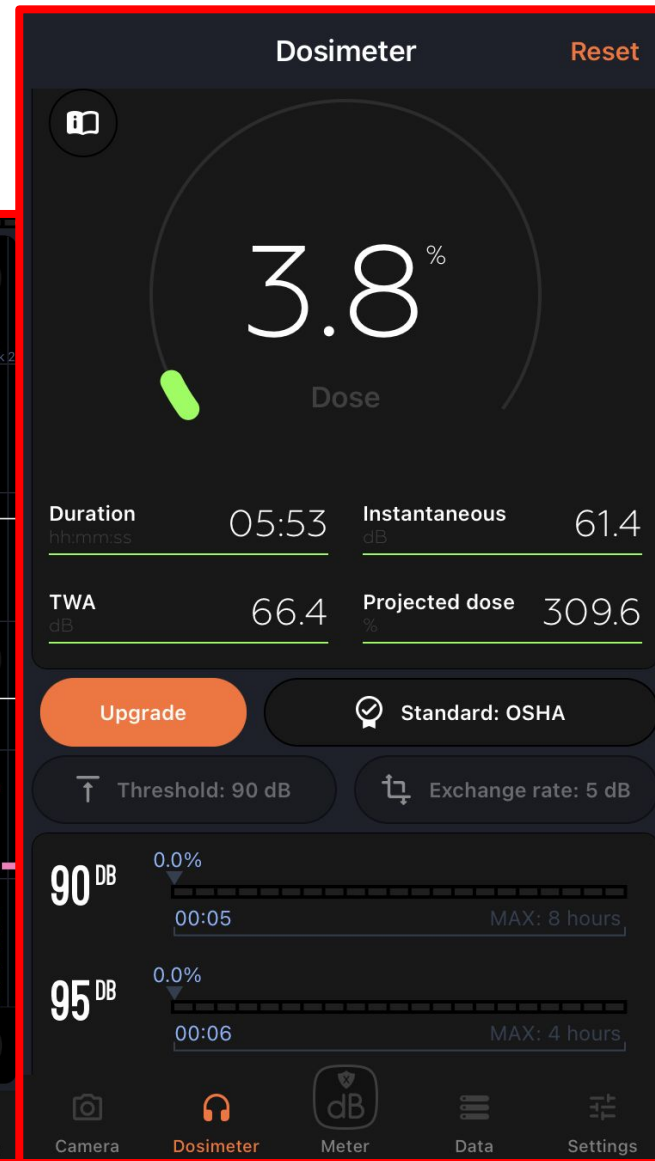 Dosimeter Reset
3.8 %
Dose
Duration 05:53 Instantaneous 61.4
hh:mm:ss dB
TWA 66.4 Projected dose 309.6
dB %
Upgrade Standard: OSHA
Threshold: 90 dB Exchange rate: 5 dB
0.0%
90 DB
00:05 MAX: 8 hours
0.0%
95 DB
00:06 MAX: 4 hours
dB
Camera Dosimeter Meter Data Settings